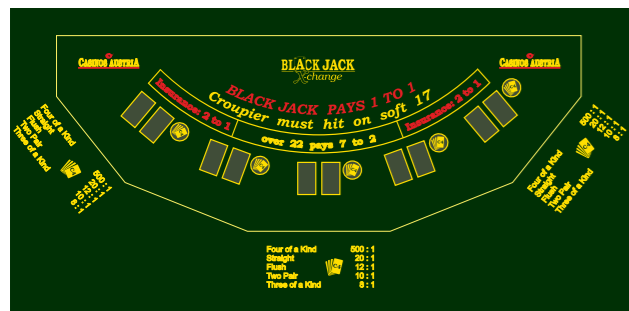 CASINOS AUSTRIA
BLACK JACK
Xchange
CASINOS AUSTRIA
BLACK JACK PAYS 1 TO 1
Croupier must hit on soft 17
Insurance: 2 to 1
over 22 pays 7 to 2
Insurance: 2 to 1
Four of a Kind 500 : 1
Straight 20 : 1
Flush 12 : 1
Two Pair 10 : 1
Three of a Kind 8 : 1
Four of a Kind 500 : 1
Straight 20 : 1
Flush 12 : 1
Two Pair 10 : 1
Three of a Kind 8 : 1
Four of a Kind 500 : 1
Straight 20 : 1
Flush 12 : 1
Two Pair 10 : 1
Three of a Kind 8 : 1